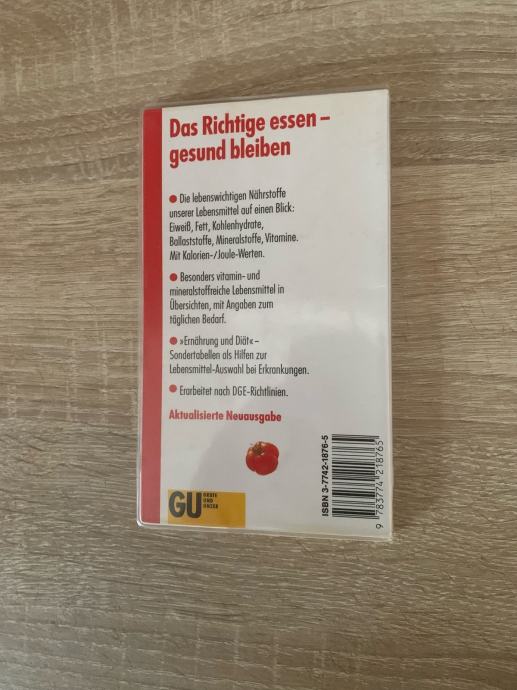 Das Richtige essen –
gesund bleiben
● Die lebenswichtigen Nährstoffe
unserer Lebensmittel auf einen Blick:
Eiweiß, Fett, Kohlenhydrate,
Ballaststoffe, Mineralstoffe, Vitamine.
Mit Kalorien-/Joule-Werten.
● Besonders vitamin- und
mineralstoffreiche Lebensmittel in
Übersichten, mit Angaben zum
täglichen Bedarf.
● »Ernährung und Diät« –
Sondertabellen als Hilfen zur
Lebensmittel-Auswahl bei Erkrankungen.
● Erarbeitet nach DGE-Richtlinien.
Aktualisierte Neuausgabe
GU
GRÄFE
UND
UNZER
ISBN 3-7742-1876-5
9 783774 218765